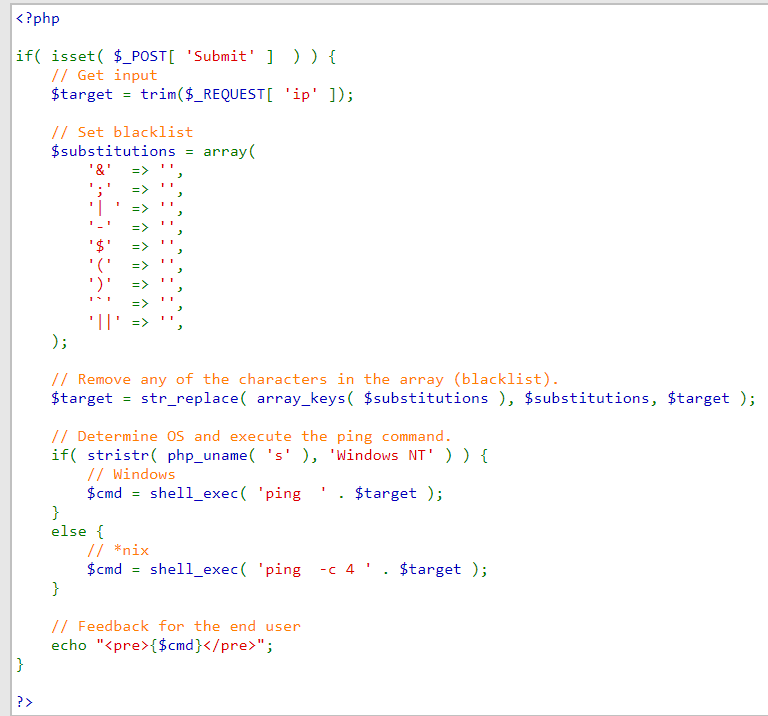 <?php

if( isset( $_POST[ 'Submit' ]  ) ) {
    // Get input
    $target = trim($_REQUEST[ 'ip' ]);

    // Set blacklist
    $substitutions = array(
        '&'  => '',
        ';'  => '',
        '| ' => '',
        '-'  => '',
        '$'  => '',
        '('  => '',
        ')'  => '',
        '`'  => '',
        '||' => '',
    );

    // Remove any of the characters in the array (blacklist).
    $target = str_replace( array_keys( $substitutions ), $substitutions, $target );

    // Determine OS and execute the ping command.
    if( stristr( php_uname( 's' ), 'Windows NT' ) ) {
        // Windows
        $cmd = shell_exec( 'ping  ' . $target );
    }
    else {
        // *nix
        $cmd = shell_exec( 'ping  -c 4 ' . $target );
    }

    // Feedback for the end user
    echo "<pre>{$cmd}</pre>";
}

?>